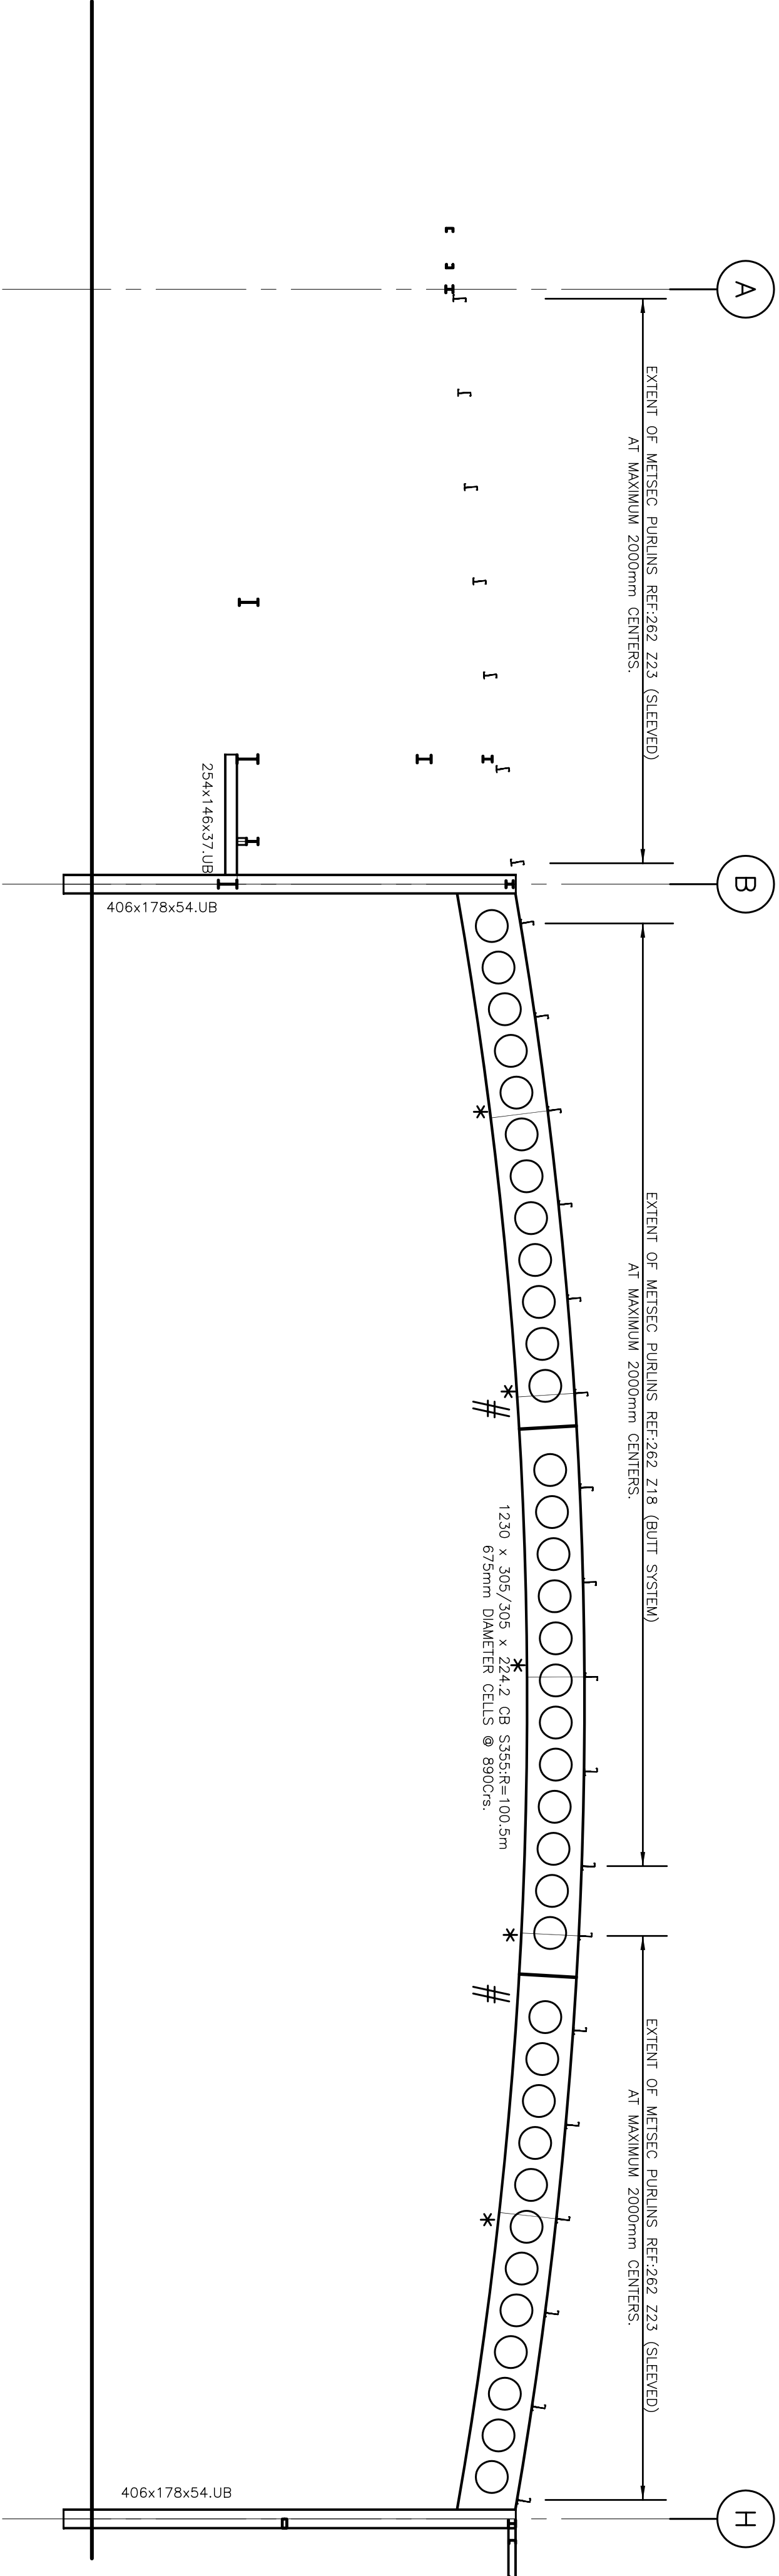 A
B
H
EXTENT OF METSEC PURLINS REF:262 Z23 (SLEEVED)
AT MAXIMUM 2000mm CENTERS.
EXTENT OF METSEC PURLINS REF:262 Z18 (BUTT SYSTEM)
AT MAXIMUM 2000mm CENTERS.
EXTENT OF METSEC PURLINS REF:262 Z23 (SLEEVED)
AT MAXIMUM 2000mm CENTERS.
254x146x37.UB
406x178x54.UB
*
*
#
*
1230 x 305/305 x 224.2 CB S355:R=100.5m
675mm DIAMETER CELLS @ 890Crs.
*
#
*
406x178x54.UB